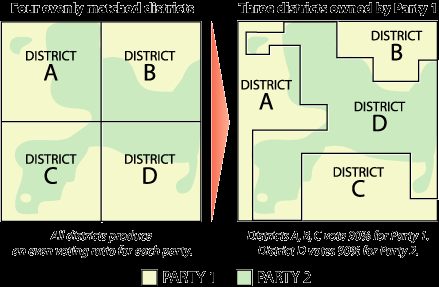 Four evenly matched districts
Three districts owned by Party 1
DISTRICT
A
DISTRICT
B
DISTRICT
C
DISTRICT
D
DISTRICT
A
DISTRICT
B
DISTRICT
D
DISTRICT
C
All districts produce
an even voting ratio for each party.
Districts A, B, C vote 90% for Party 1.
District D votes 98% for Party 2.
PARTY 1
PARTY 2